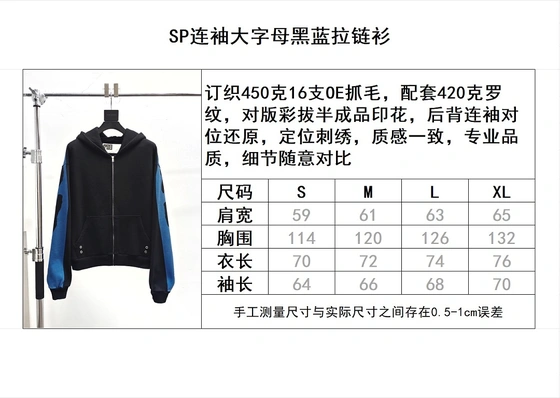 SP连袖大字母黑蓝拉链衫
订织450克16支OE抓毛，配套420克罗
纹，对版彩拔半成品印花，后背连袖对
位还原，定位刺绣，质感一致，专业品
质，细节随意对比
尺码 S M L XL
肩宽 59 61 63 65
胸围 114 120 126 132
衣长 70 72 74 76
袖长 64 66 68 70
手工测量尺寸与实际尺寸之间存在0.5-1cm误差